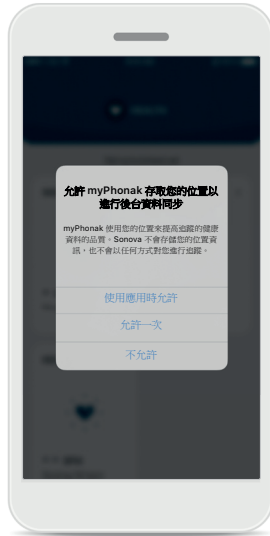 允許 myPhonak 存取您的位置以
進行後台資料同步
myPhonak 使用您的位置來提高追蹤的健康
資料的品質。Sonova 不會存儲您的位置資
訊，也不會以任何方式對您進行追蹤。
使用應用時允許
允許一次
不允許